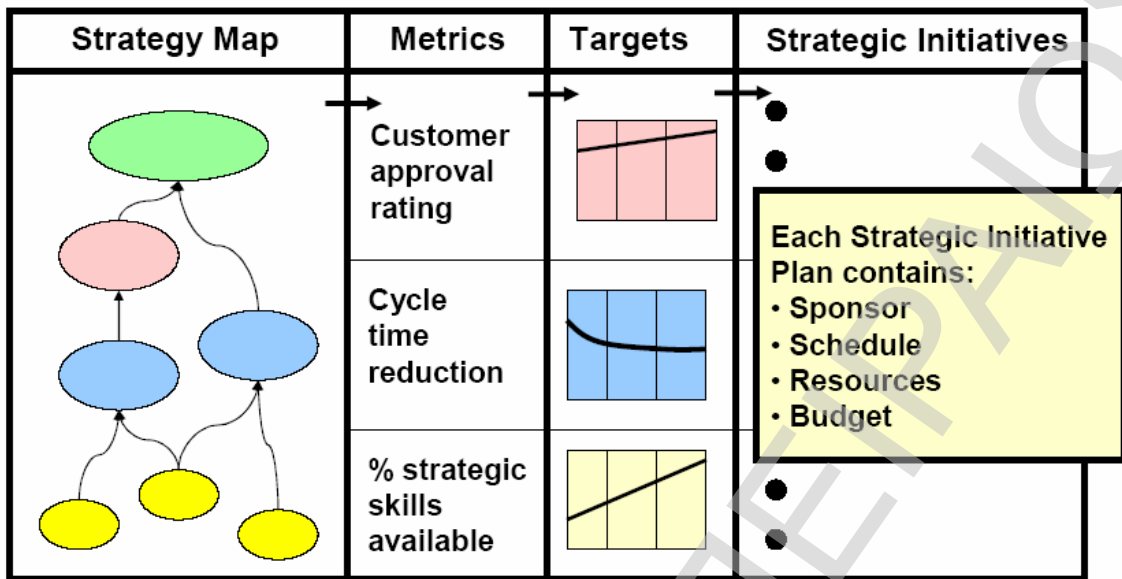 Strategy Map
Metrics
Targets
Strategic Initiatives
Customer
approval
rating
Cycle
time
reduction
% strategic
skills
available
Each Strategic Initiative
Plan contains:
• Sponsor
• Schedule
• Resources
• Budget